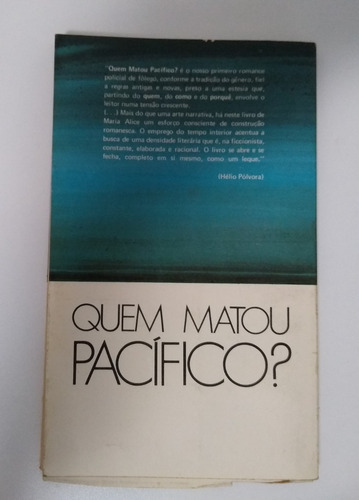 "Quem Matou Pacífico? é o nosso primeiro romance
policial de fôlego, conforme a tradição do gênero, fiel
a regras antigas e novas, preso a uma estesia que,
partindo do quem, do como e do porquê, envolve o
leitor numa tensão crescente.
(. . .) Mais do que uma arte narrativa, há neste livro de
Maria Alice um esforço consciente de construção
romanesca. O emprego do tempo interior acentua a
busca de uma densidade literária que é, na ficcionista,
constante, elaborada e racional. O livro se abre e se
fecha, completo em si mesmo, como um leque."
(Hélio Pólvora)
QUEM MATOU
PACÍFICO?